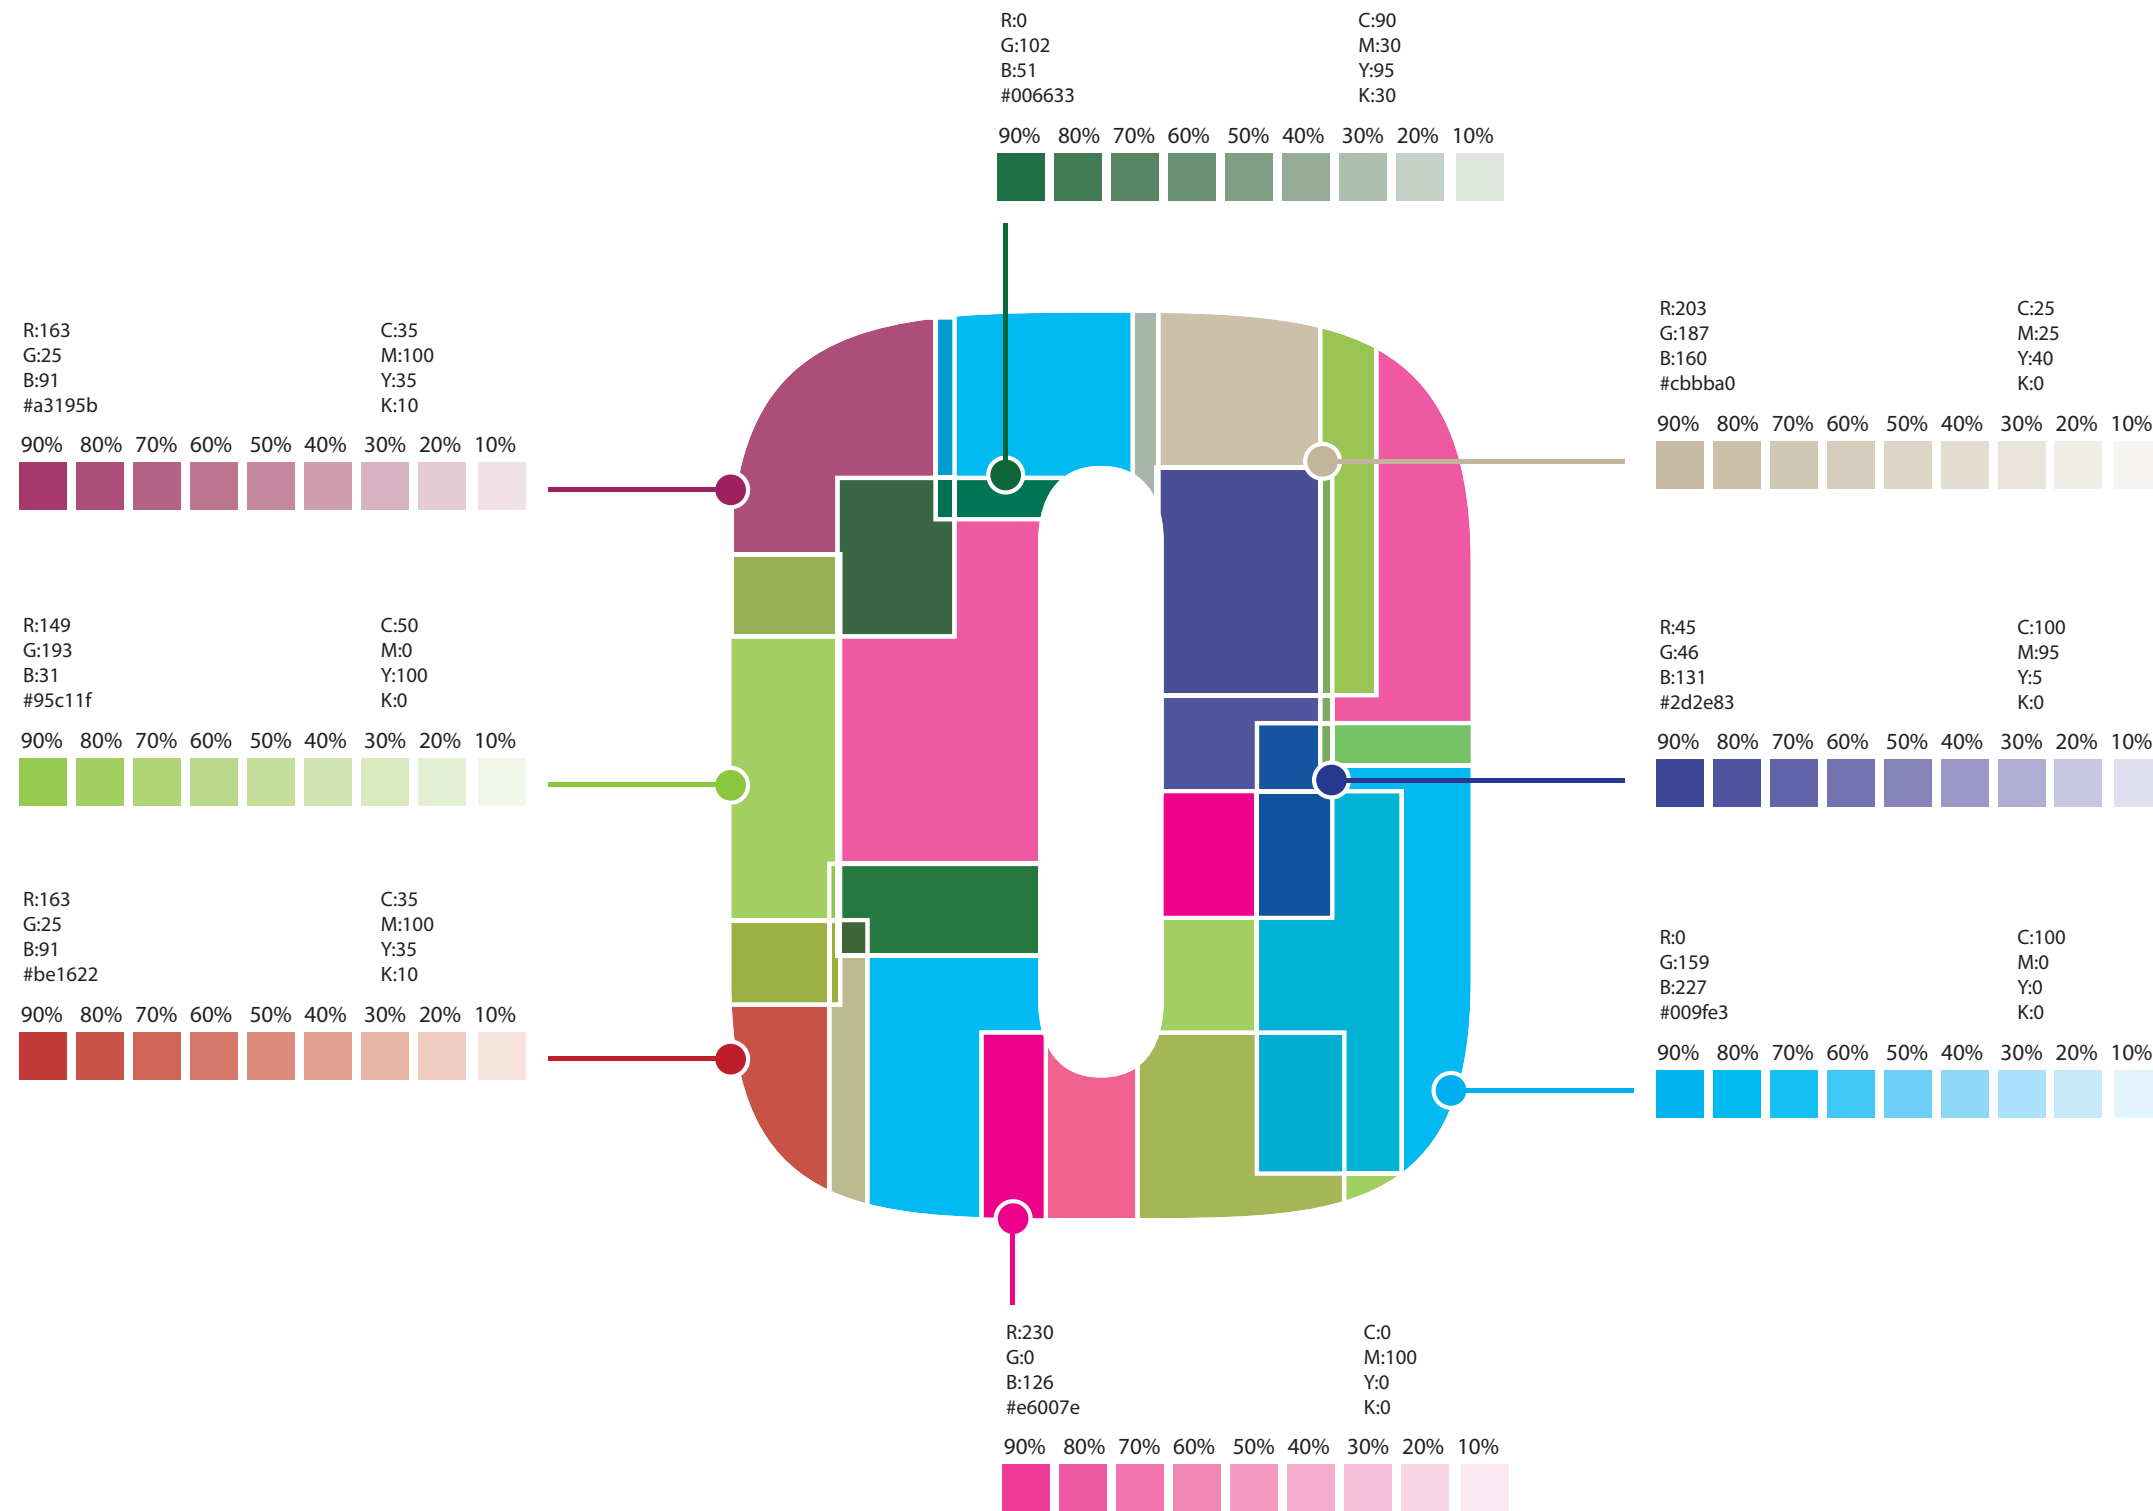 R:0 C:90
G:102 M:30
B:51 Y:95
#006633 K:30
90% 80% 70% 60% 50% 40% 30% 20% 10%
R:163 C:35
G:25 M:100
B:91 Y:35
#a3195b K:10
90% 80% 70% 60% 50% 40% 30% 20% 10%
R:203 C:25
G:187 M:25
B:160 Y:40
#cbbba0 K:0
90% 80% 70% 60% 50% 40% 30% 20% 10%
R:149 C:50
G:193 M:0
B:31 Y:100
#95c11f K:0
90% 80% 70% 60% 50% 40% 30% 20% 10%
R:45 C:100
G:46 M:95
B:131 Y:5
#2d2e83 K:0
90% 80% 70% 60% 50% 40% 30% 20% 10%
R:163 C:35
G:25 M:100
B:91 Y:35
#be1622 K:10
90% 80% 70% 60% 50% 40% 30% 20% 10%
R:0 C:100
G:159 M:0
B:227 Y:0
#009fe3 K:0
90% 80% 70% 60% 50% 40% 30% 20% 10%
R:230 C:0
G:0 M:100
B:126 Y:0
#e6007e K:0
90% 80% 70% 60% 50% 40% 30% 20% 10%